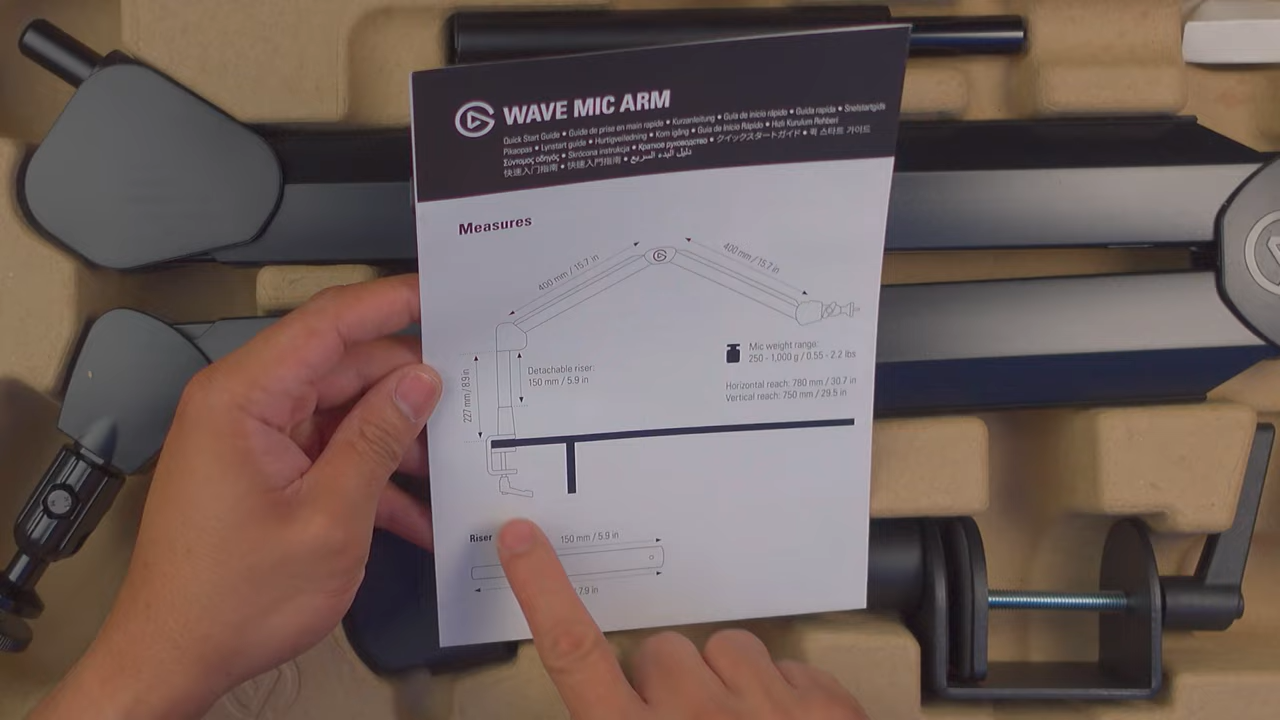 WAVE MIC ARM
Quick Start Guide • Guide de prise en main rapide • Kurzanleitung • Guía de inicio rápido • Guida rapida • Snelstartgids
Pikaopas • Lynstart guide • Hurtigveiledning • Kom igång • Guia de Início Rápido • Hızlı Kurulum Rehberi
Σύντομος οδηγός • Skrócona instrukcja • Краткое руководство • クイックスタートガイド • 퀵 스타트 가이드
快速入门指南 • 快速入門指南 • دليل البدء السريع
Measures
400 mm / 15.7 in
400 mm / 15.7 in
Mic weight range:
250 - 1,000 g / 0.55 - 2.2 lbs
Detachable riser:
150 mm / 5.9 in
227 mm / 8.9 in
Horizontal reach: 780 mm / 30.7 in
Vertical reach: 750 mm / 29.5 in
Riser
150 mm / 5.9 in
7.9 in